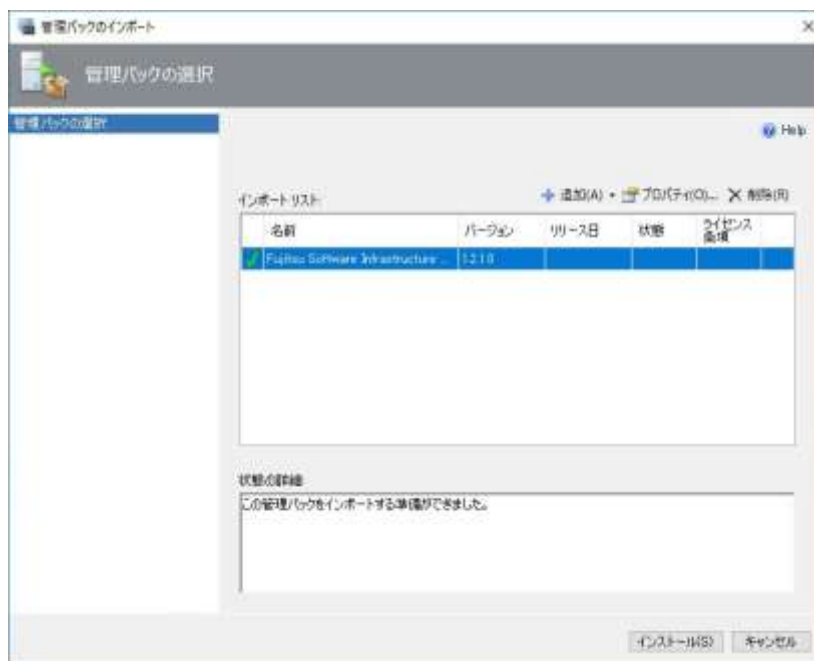 管理パックのインポート
管理パックの選択
管理パックの選択
Help
インポート リスト
追加(A) プロパティ(O)... 削除(R)
名前 バージョン リリース日 状態 ライセンス条項
Fujitsu Software Infrastructure ... 1.2.1.0
状態の詳細
この管理パックをインポートする準備ができました。
インストール(S) キャンセル